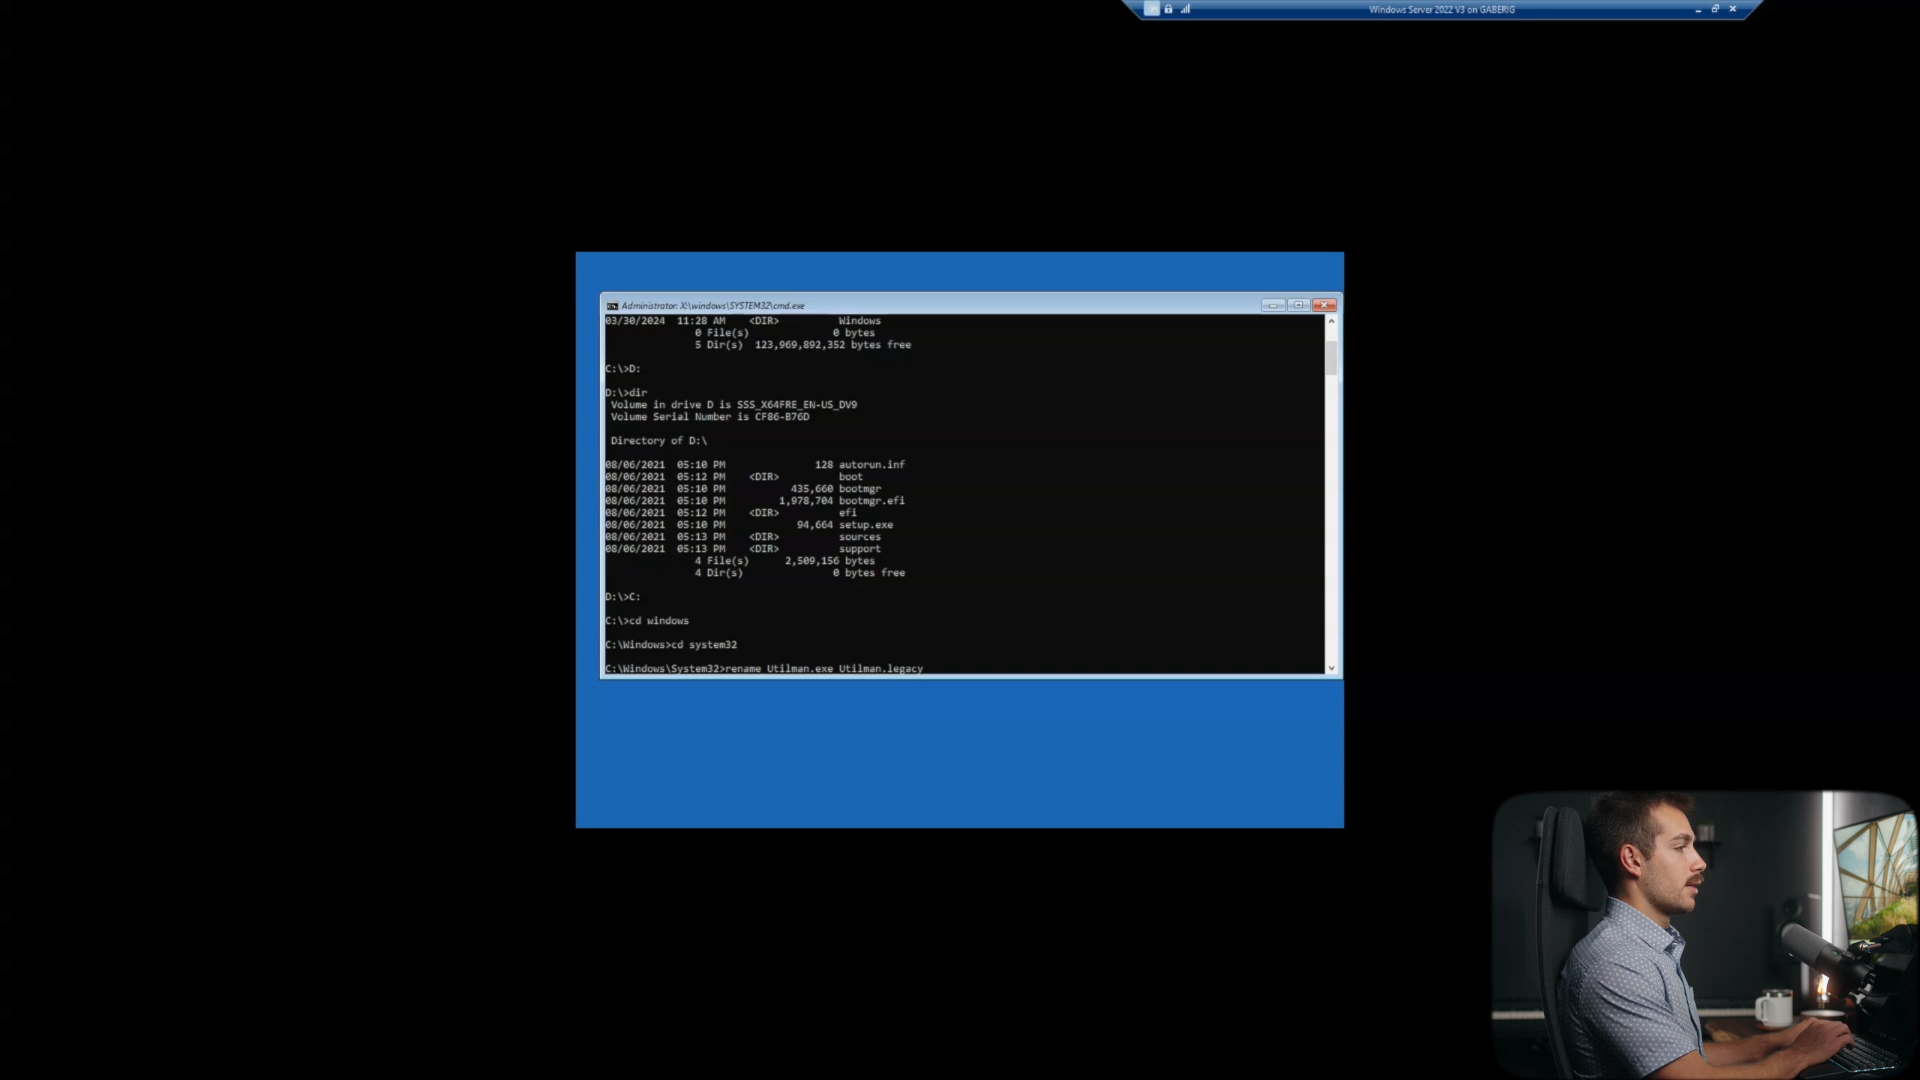 Windows Server 2022 V3 on GABERIG
Administrator: X:\windows\SYSTEM32\cmd.exe
03/30/2024 11:28 AM <DIR> Windows
0 File(s) 0 bytes
5 Dir(s) 123,969,892,352 bytes free
C:\>D:
D:\>dir
Volume in drive D is SSS_X64FRE_EN-US_DV9
Volume Serial Number is CF86-B76D
Directory of D:\
08/06/2021 05:10 PM 128 autorun.inf
08/06/2021 05:12 PM <DIR> boot
08/06/2021 05:10 PM 435,660 bootmgr
08/06/2021 05:10 PM 1,978,704 bootmgr.efi
08/06/2021 05:12 PM <DIR> efi
08/06/2021 05:10 PM 94,664 setup.exe
08/06/2021 05:13 PM <DIR> sources
08/06/2021 05:13 PM <DIR> support
4 File(s) 2,509,156 bytes
4 Dir(s) 0 bytes free
D:\>C:
C:\>cd windows
C:\Windows>cd system32
C:\Windows\System32>rename Utilman.exe Utilman.legacy